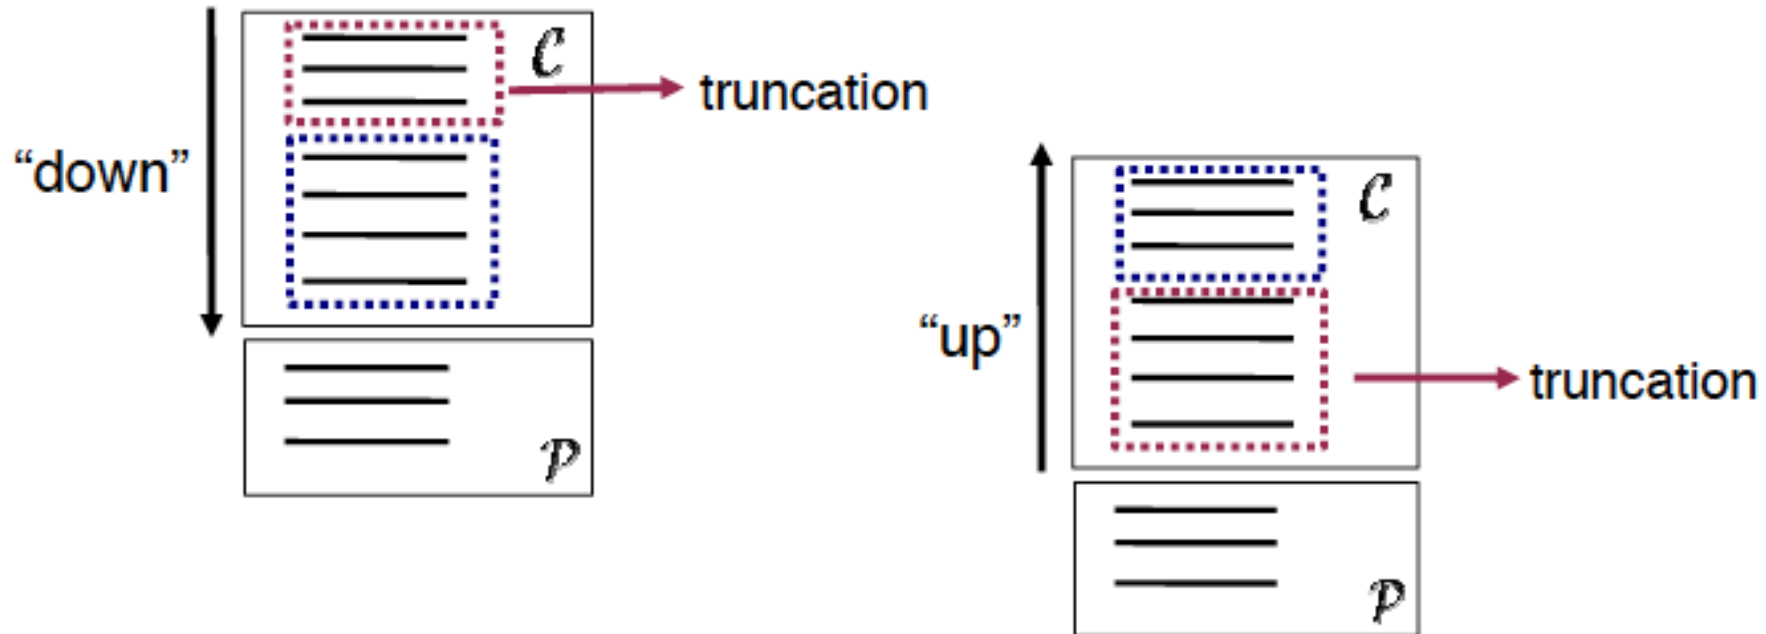 𝒞
truncation
“down”
𝒫
𝒞
“up”
truncation
𝒫